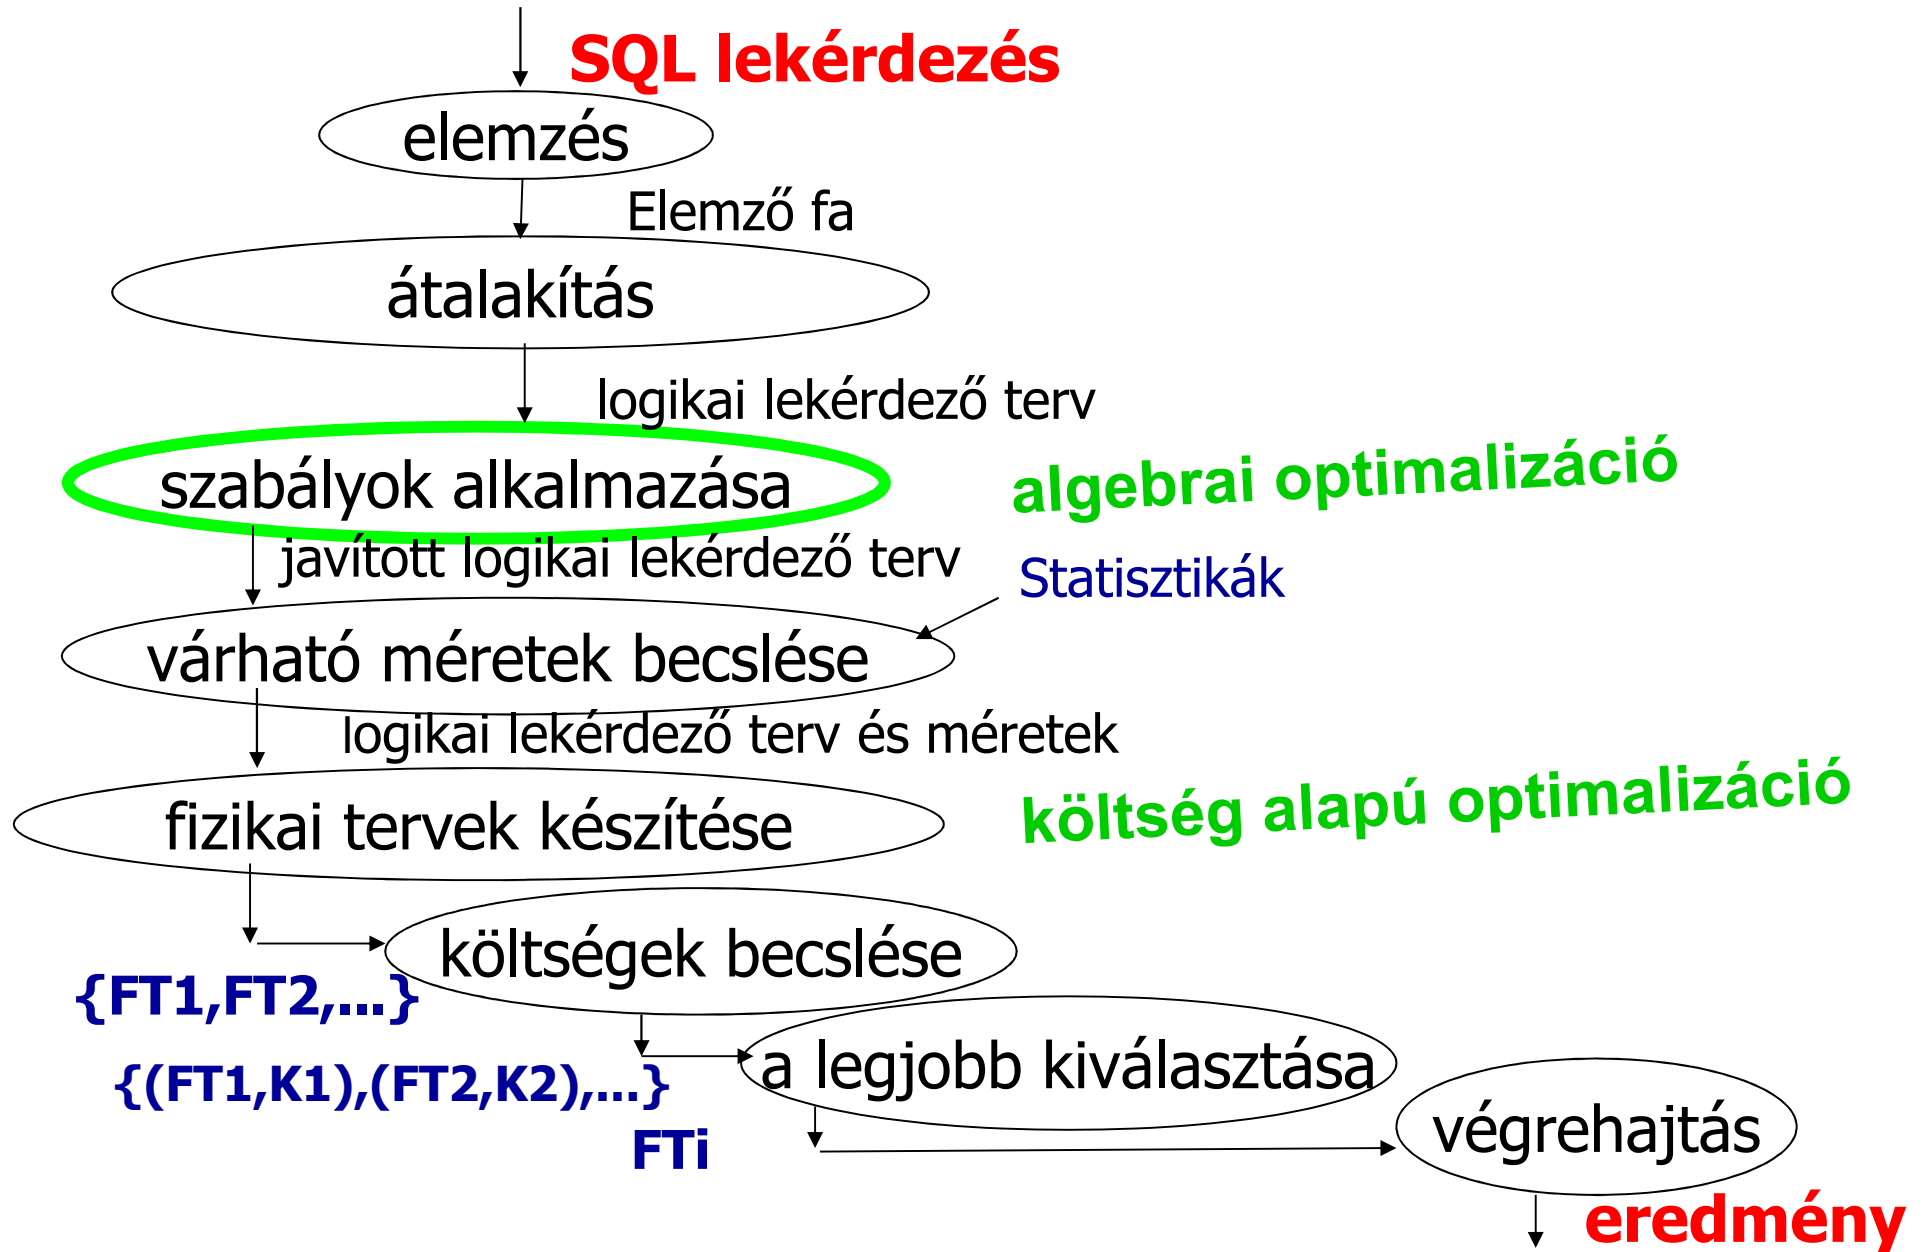 SQL lekérdezés
elemzés
Elemző fa
átalakítás
logikai lekérdező terv
szabályok alkalmazása
algebrai optimalizáció
javított logikai lekérdező terv
Statisztikák
várható méretek becslése
logikai lekérdező terv és méretek
fizikai tervek készítése
költség alapú optimalizáció
költségek becslése
{FT1,FT2,...}
a legjobb kiválasztása
{(FT1,K1),(FT2,K2),...}
végrehajtás
FTi
eredmény